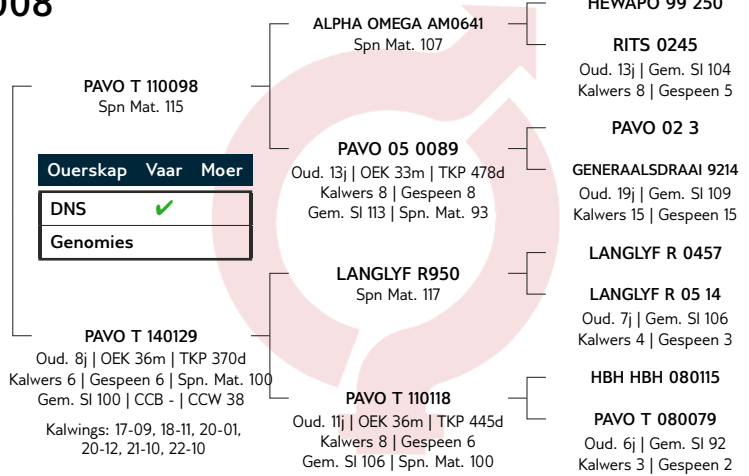 008
PAVO T 110098
Spn Mat. 115
Ouerskap Vaar Moer
DNS ✔
Genomies
PAVO T 140129
Oud. 8j | OEK 36m | TKP 370d
Kalwers 6 | Gespeen 6 | Spn. Mat. 100
Gem. SI 100 | CCB - | CCW 38
Kalwings: 17-09, 18-11, 20-01,
20-12, 21-10, 22-10
ALPHA OMEGA AM0641
Spn Mat. 107
PAVO 05 0089
Oud. 13j | OEK 33m | TKP 478d
Kalwers 8 | Gespeen 8
Gem. SI 113 | Spn. Mat. 93
LANGLYF R950
Spn Mat. 117
PAVO T 110118
Oud. 11j | OEK 36m | TKP 445d
Kalwers 8 | Gespeen 6
Gem. SI 106 | Spn. Mat. 100
HEWAPO 99 250
RITS 0245
Oud. 13j | Gem. SI 104
Kalwers 8 | Gespeen 5
PAVO 02 3
GENERAALSDRAAI 9214
Oud. 19j | Gem. SI 109
Kalwers 15 | Gespeen 15
LANGLYF R 0457
LANGLYF R 05 14
Oud. 7j | Gem. SI 106
Kalwers 4 | Gespeen 3
HBH HBH 080115
PAVO T 080079
Oud. 6j | Gem. SI 92
Kalwers 3 | Gespeen 2